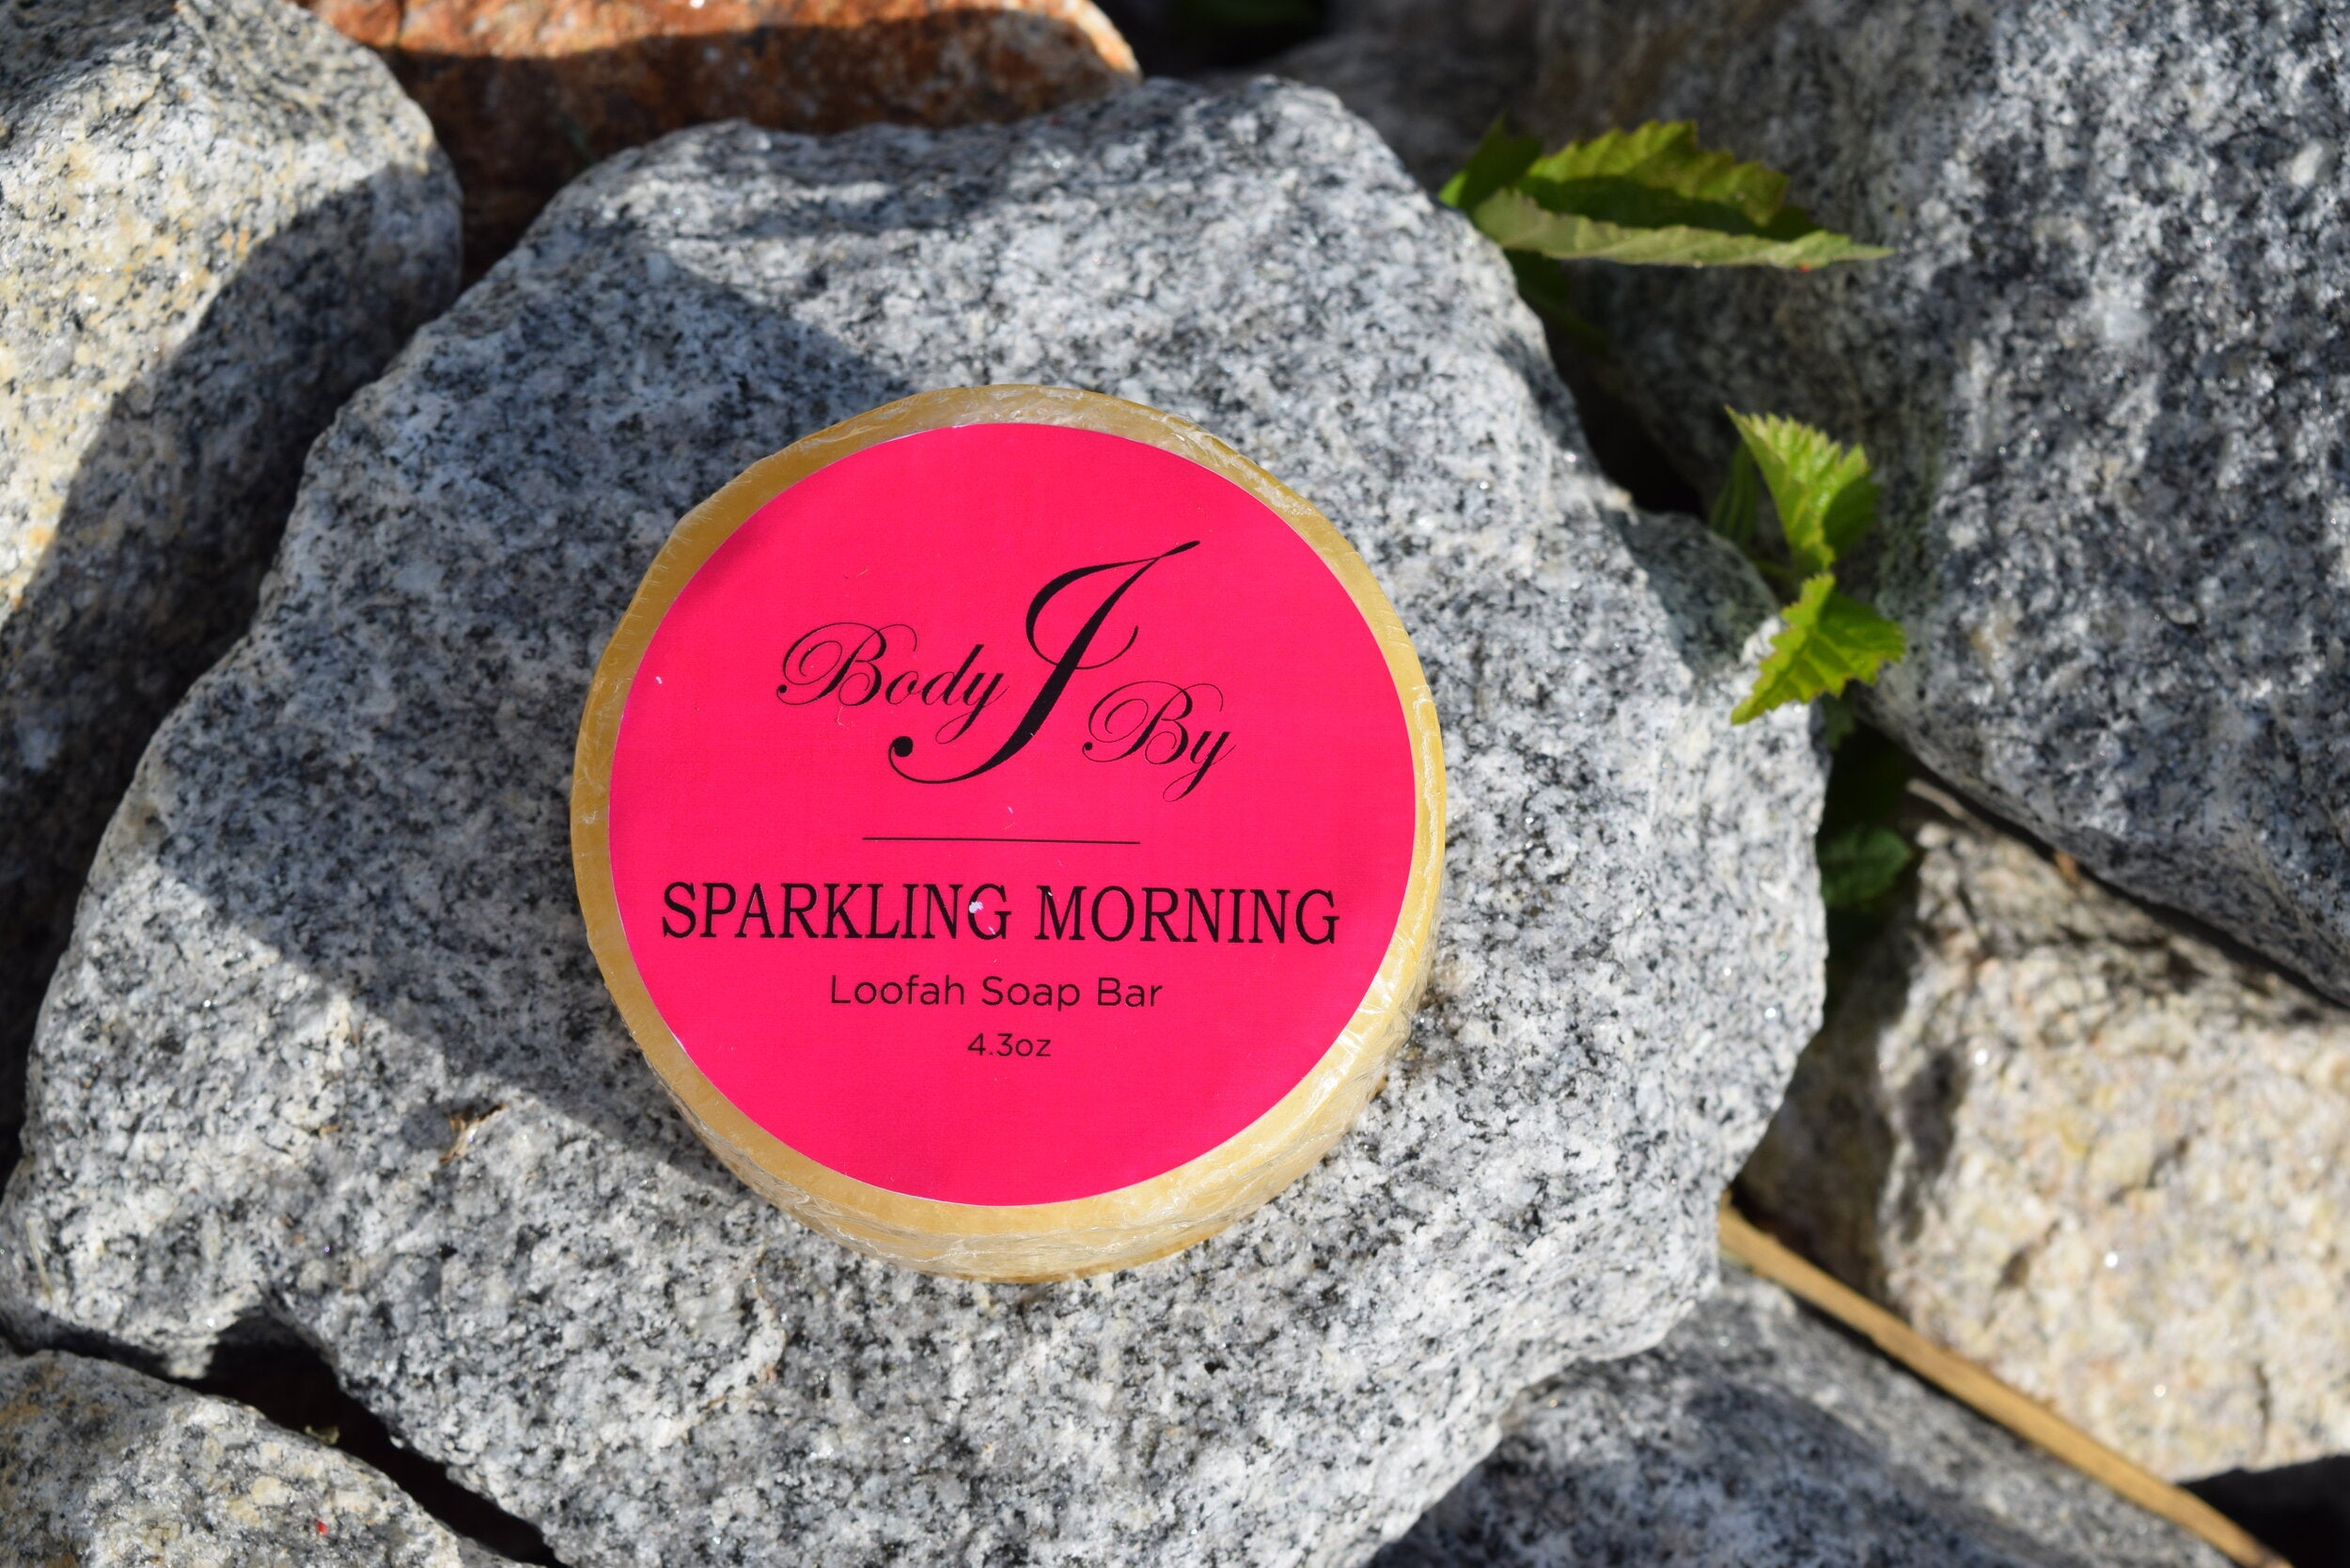 Body J By
SPARKLING MORNING
Loofah Soap Bar
4.3oz